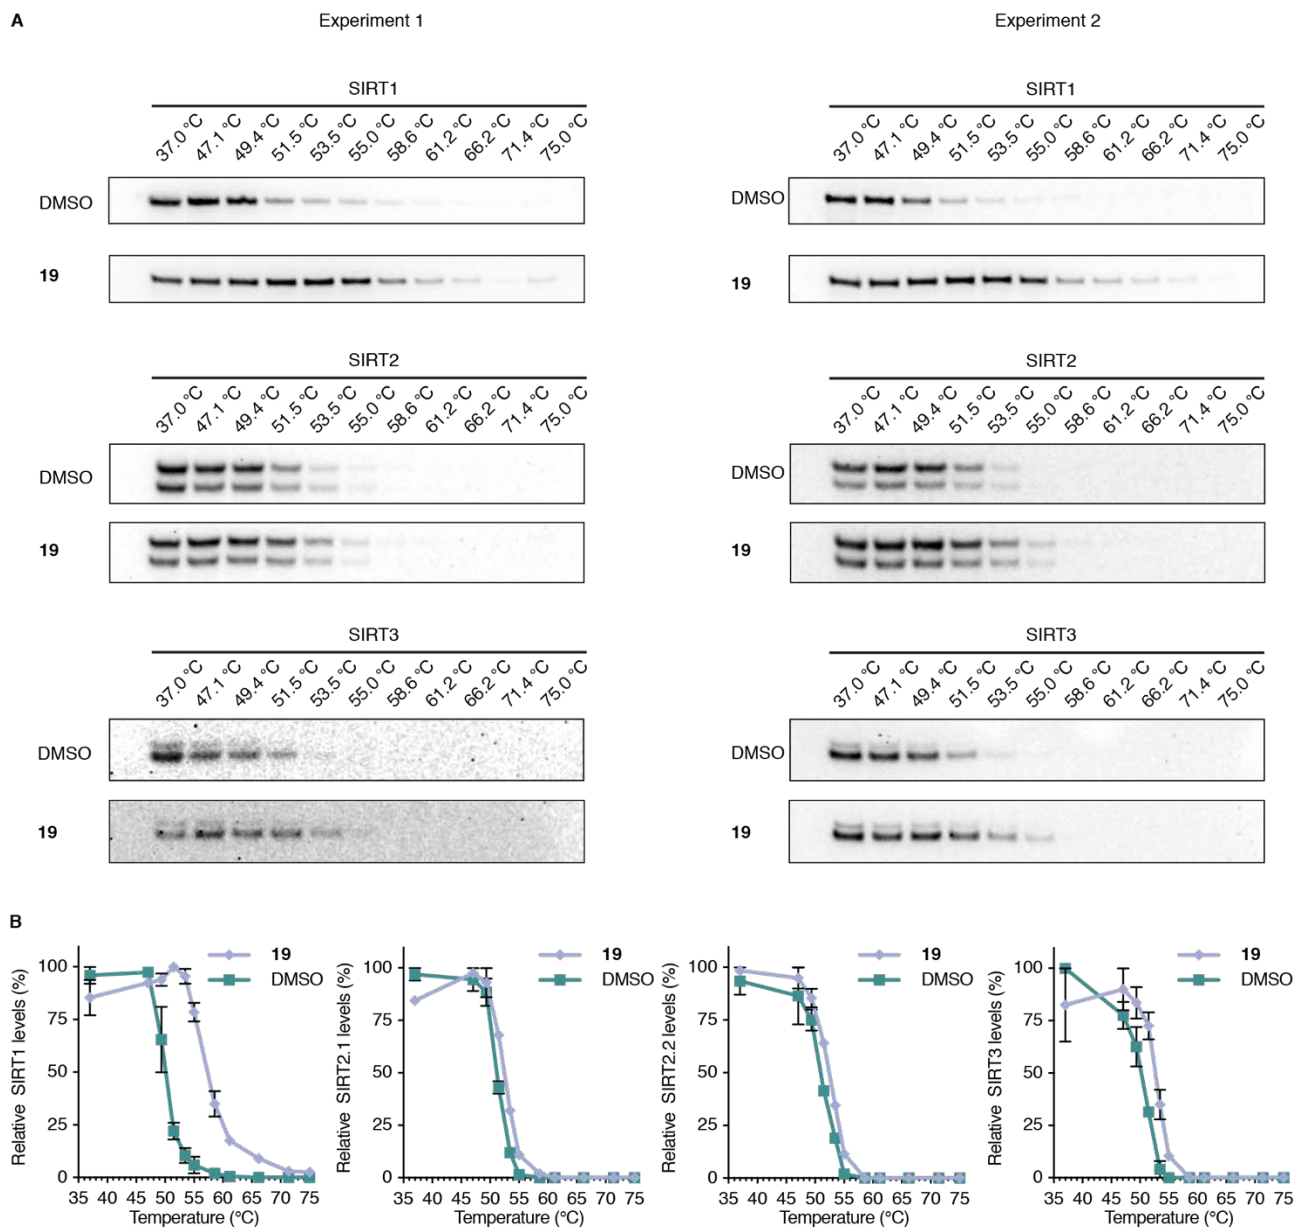 A
Experiment 1
Experiment 2
SIRT1
37.0 °C 47.1 °C 49.4 °C 51.5 °C 53.5 °C 55.0 °C 58.6 °C 61.2 °C 66.2 °C 71.4 °C 75.0 °C
DMSO
19
SIRT1
37.0 °C 47.1 °C 49.4 °C 51.5 °C 53.5 °C 55.0 °C 58.6 °C 61.2 °C 66.2 °C 71.4 °C 75.0 °C
DMSO
19
SIRT2
37.0 °C 47.1 °C 49.4 °C 51.5 °C 53.5 °C 55.0 °C 58.6 °C 61.2 °C 66.2 °C 71.4 °C 75.0 °C
DMSO
19
SIRT2
37.0 °C 47.1 °C 49.4 °C 51.5 °C 53.5 °C 55.0 °C 58.6 °C 61.2 °C 66.2 °C 71.4 °C 75.0 °C
DMSO
19
SIRT3
37.0 °C 47.1 °C 49.4 °C 51.5 °C 53.5 °C 55.0 °C 58.6 °C 61.2 °C 66.2 °C 71.4 °C 75.0 °C
DMSO
19
SIRT3
37.0 °C 47.1 °C 49.4 °C 51.5 °C 53.5 °C 55.0 °C 58.6 °C 61.2 °C 66.2 °C 71.4 °C 75.0 °C
DMSO
19
B
Relative SIRT1 levels (%)
100
75
50
25
0
35 40 45 50 55 60 65 70 75
Temperature (°C)
19
DMSO
Relative SIRT2.1 levels (%)
100
75
50
25
0
35 40 45 50 55 60 65 70 75
Temperature (°C)
19
DMSO
Relative SIRT2.2 levels (%)
100
75
50
25
0
35 40 45 50 55 60 65 70 75
Temperature (°C)
19
DMSO
Relative SIRT3 levels (%)
100
75
50
25
0
35 40 45 50 55 60 65 70 75
Temperature (°C)
19
DMSO